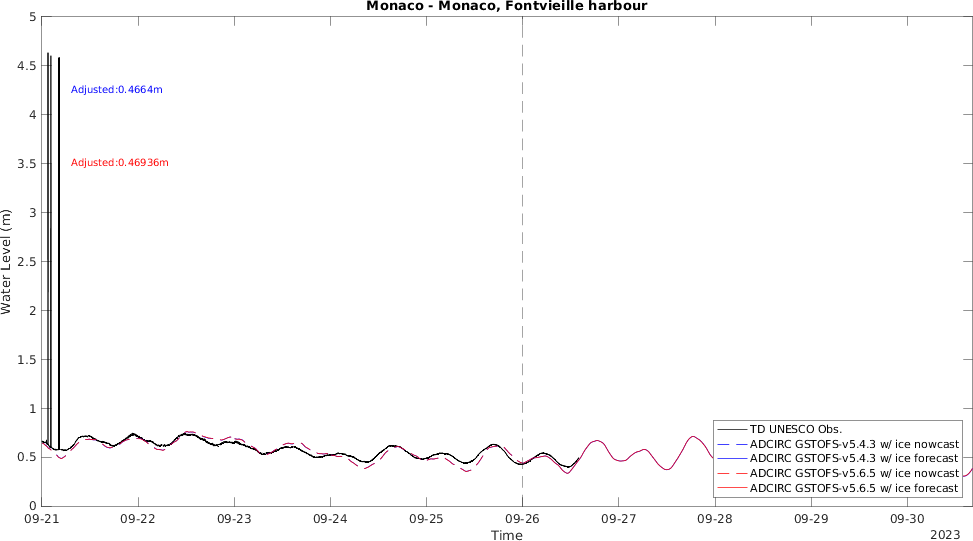 Monaco - Monaco, Fontvieille harbour
5
4.5
4
3.5
3
2.5
2
1.5
1
0.5
0
Water Level (m)
Adjusted:0.4664m
Adjusted:0.46936m
TD UNESCO Obs.
ADCIRC GSTOFS-v5.4.3 w/ ice nowcast
ADCIRC GSTOFS-v5.4.3 w/ ice forecast
ADCIRC GSTOFS-v5.6.5 w/ ice nowcast
ADCIRC GSTOFS-v5.6.5 w/ ice forecast
09-21 09-22 09-23 09-24 09-25 09-26 09-27 09-28 09-29 09-30
Time
2023